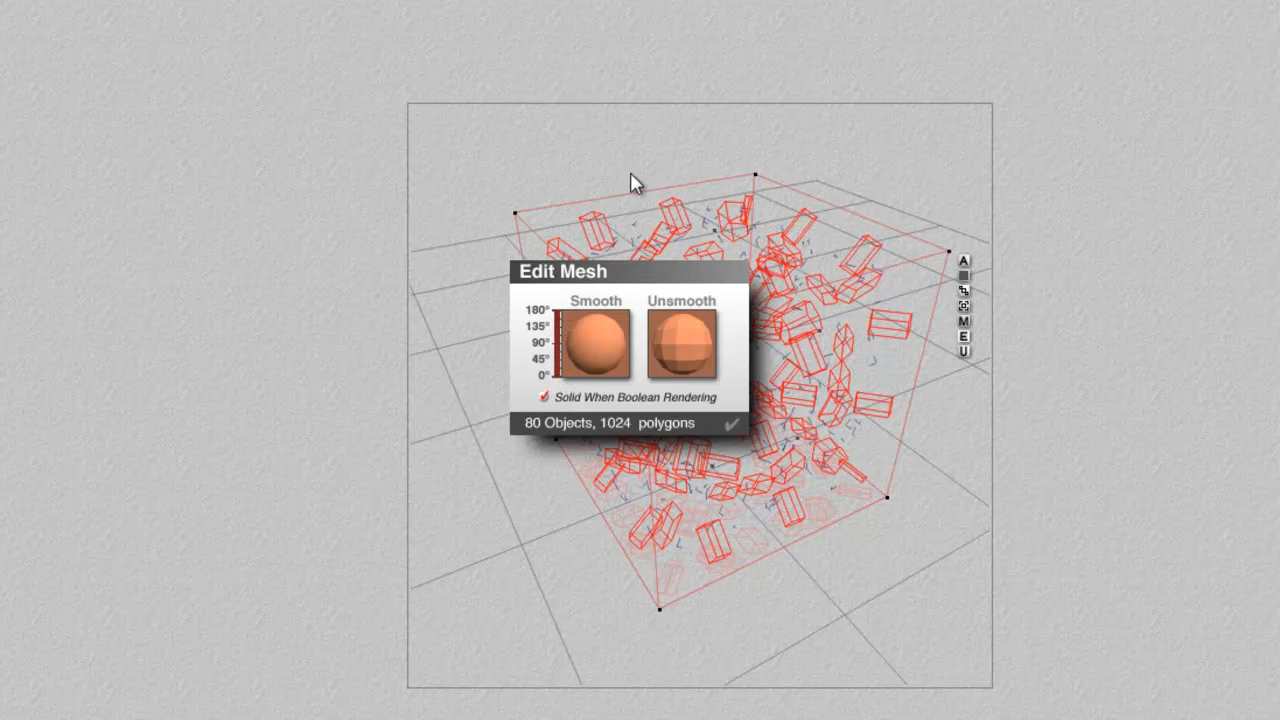 Edit Mesh
Smooth Unsmooth
180°
135°
90°
45°
0°
Solid When Boolean Rendering
80 Objects, 1024 polygons
A
M
E
U